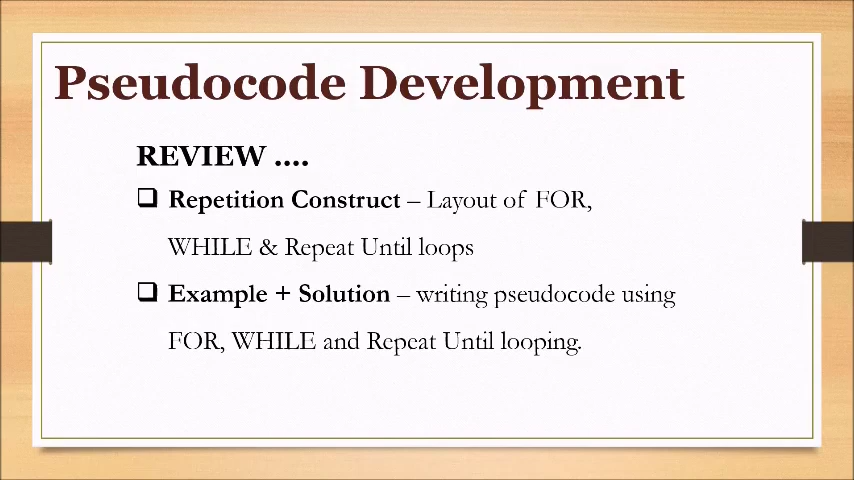 Pseudocode Development
REVIEW ....
❑ Repetition Construct – Layout of FOR,
WHILE & Repeat Until loops
❑ Example + Solution – writing pseudocode using
FOR, WHILE and Repeat Until looping.